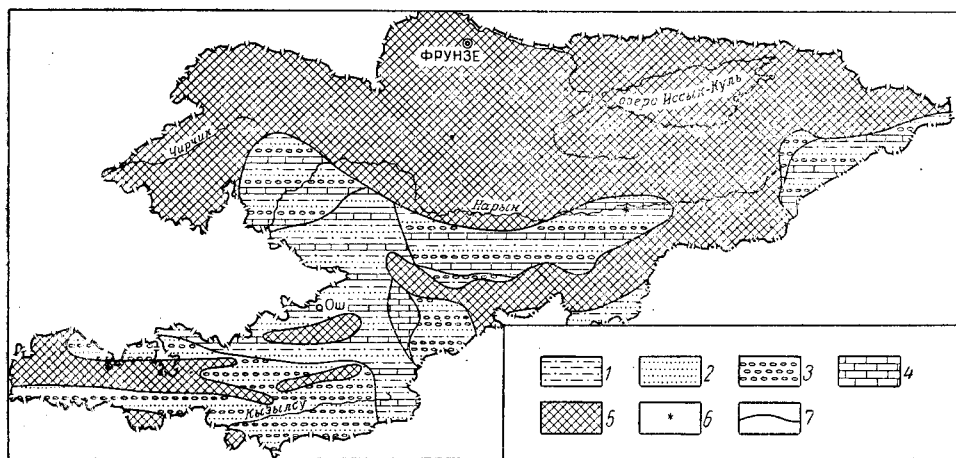 ФРУНЗЕ
озеро Иссык-Куль
Чирчик
Нарын
Ош
Кызылсу
1 2 3 4
5 6 7